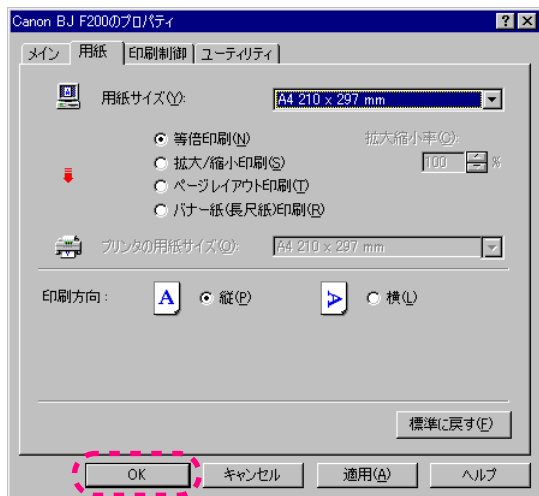 Canon BJ F200のプロパティ
メイン 用紙 印刷制御 ユーティリティ
用紙サイズ(Y): A4 210 x 297 mm
等倍印刷(N) 拡大縮小率(C):
拡大/縮小印刷(S) 100 %
ページレイアウト印刷(T)
バナー紙(長尺紙)印刷(R)
プリンタの用紙サイズ(O): A4 210 x 297 mm
印刷方向: A 縦(P) A 横(L)
標準に戻す(F)
OK キャンセル 適用(A) ヘルプ